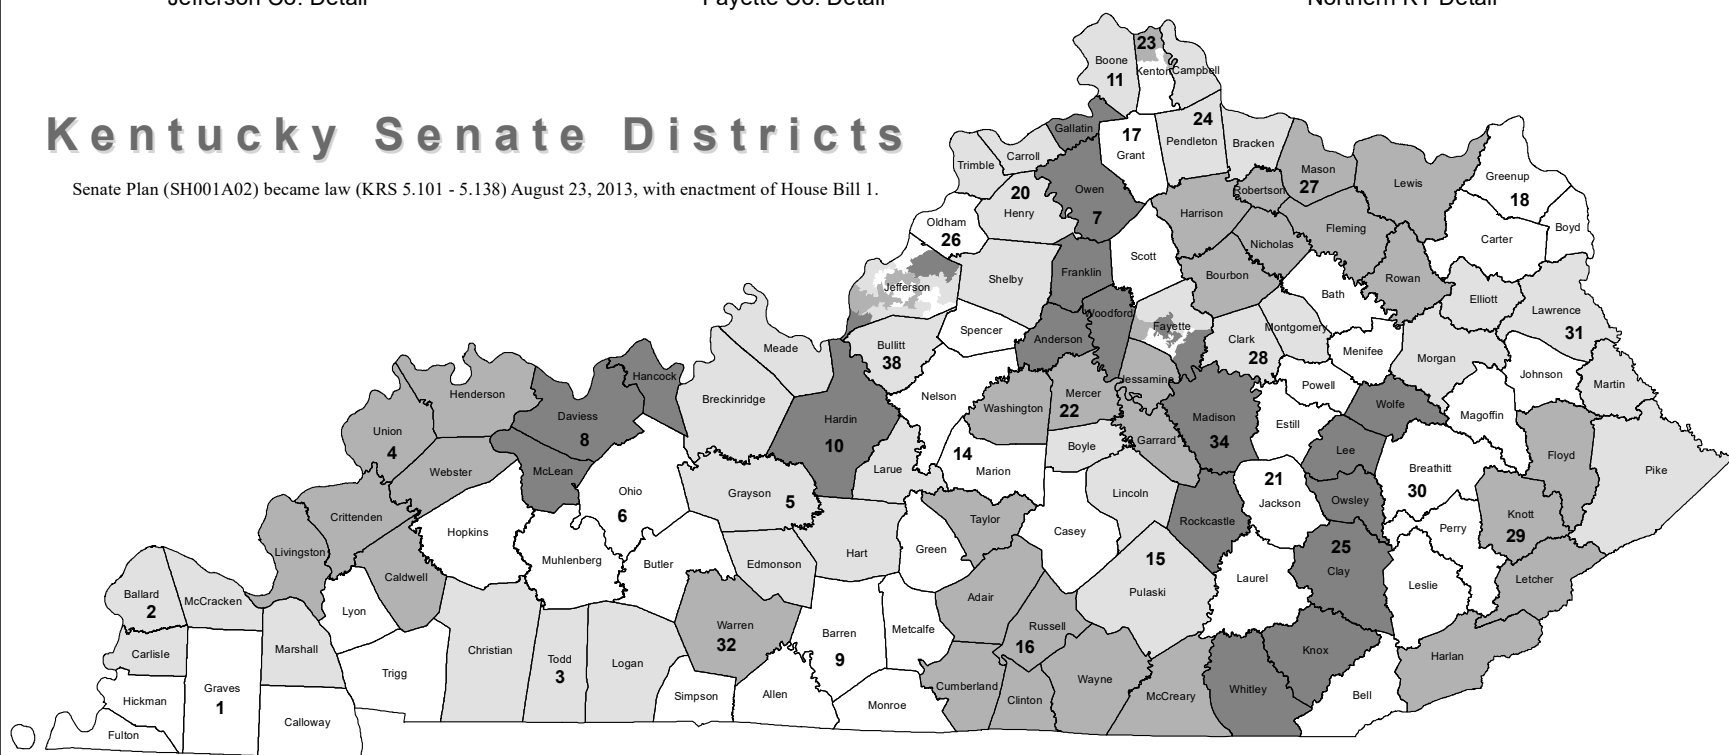 Jefferson Co. Detail
Fayette Co. Detail
Northern KY Detail
Kentucky Senate Districts
Senate Plan (SH001A02) became law (KRS 5.101 - 5.138) August 23, 2013, with enactment of House Bill 1.
23
Boone
11
Kenton
Campbell
24
Gallatin
17
Grant
Pendleton
Bracken
Trimble
Carroll
Owen
7
Robertson
Mason
27
Lewis
Greenup
18
20
Henry
Oldham
26
Harrison
Fleming
Carter
Boyd
Scott
Nicholas
Jefferson
Shelby
Franklin
Bourbon
Bath
Rowan
Elliott
Lawrence
31
Spencer
Woodford
Fayette
Montgomery
Meade
Bullitt
38
Anderson
Clark
28
Menifee
Morgan
Hancock
Henderson
Breckinridge
Nelson
Washington
Mercer
22
Jessamine
Powell
Johnson
Martin
Wolfe
Magoffin
Daviess
8
Hardin
10
Madison
34
Estill
Union
4
Boyle
Garrard
Lee
Floyd
Pike
Webster
McLean
Ohio
6
Larue
14
Marion
Breathitt
30
Grayson
5
Lincoln
21
Jackson
Owsley
Crittenden
Hopkins
Taylor
Rockcastle
Perry
Knott
29
Casey
Livingston
Muhlenberg
Butler
Edmonson
Hart
Green
15
25
Clay
Caldwell
Laurel
Leslie
Letcher
Ballard
2
McCracken
Lyon
Adair
Pulaski
Warren
32
Barren
9
Metcalfe
Russell
16
Carlisle
Marshall
Christian
Todd
3
Logan
Knox
Harlan
Trigg
Graves
1
Hickman
Simpson
Allen
Monroe
Cumberland
Clinton
Wayne
McCreary
Whitley
Bell
Calloway
Fulton